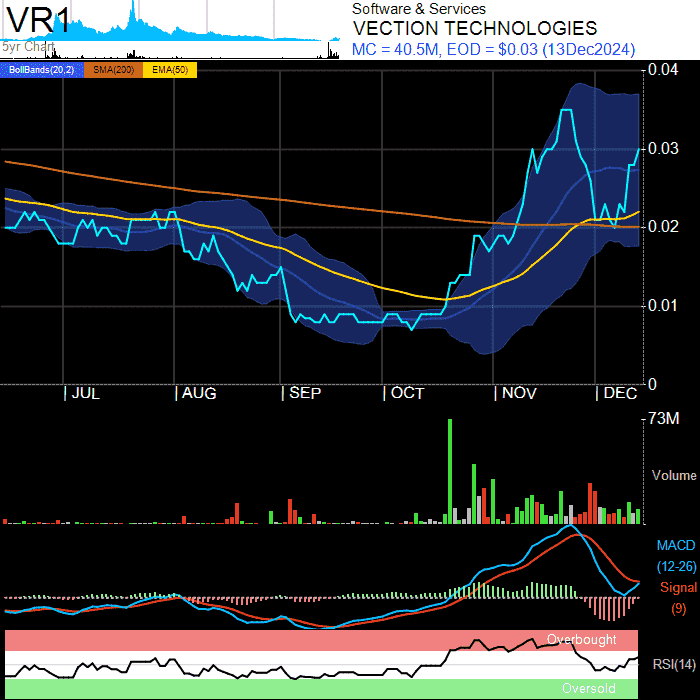 VR1
5yr Chart
Software & Services
VECTION TECHNOLOGIES
MC = 40.5M, EOD = $0.03 (13Dec2024)
BollBands(20,2) SMA(200) EMA(50)
0.04
0.03
0.02
0.01
0
JUL AUG SEP OCT NOV DEC
73M
Volume
MACD
(12-26)
Signal
(9)
Overbought
RSI(14)
Oversold